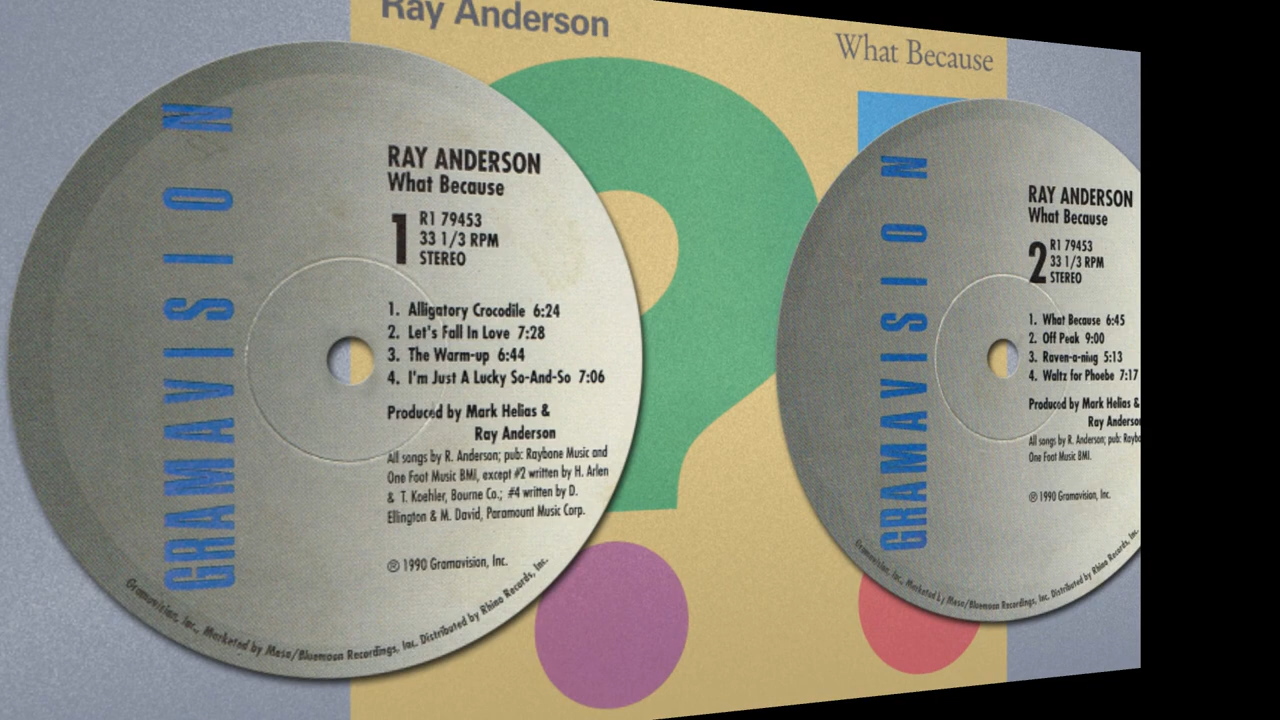 Ray Anderson
What Because
GRAMAVISION
RAY ANDERSON
What Because
1
R1 79453
33 1/3 RPM
STEREO
1. Alligatory Crocodile 6:24
2. Let's Fall In Love 7:28
3. The Warm-up 6:44
4. I'm Just A Lucky So-And-So 7:06
Produced by Mark Helias &
Ray Anderson
All songs by R. Anderson; pub: Raybone Music and
One Foot Music BMI, except #2 written by H. Arlen
& T. Koehler, Bourne Co.; #4 written by D.
Ellington & M. David, Paramount Music Corp.
℗ 1990 Gramavision, Inc.
Gramavision, Inc., Marketed by Mesa/Bluemoon Recordings, Inc. Distributed by Rhino Records, Inc.
GRAMAVISION
RAY ANDERSON
What Because
2
R1 79453
33 1/3 RPM
STEREO
1. What Because 6:45
2. Off Peak 9:00
3. Raven-a-ning 5:13
4. Waltz for Phoebe 7:17
Produced by Mark Helias &
Ray Anderson
All songs by R. Anderson; pub: Raybo
One Foot Music BMI.
℗ 1990 Gramavision, Inc.
Gramavision, Inc., Marketed by Mesa/Bluemoon Recordings, Inc. Distributed by Rhino Records, Inc.